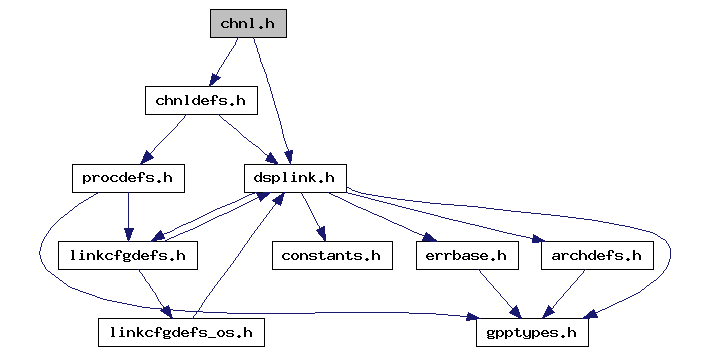 chnl.h
chnldefs.h
procdefs.h
dsplink.h
linkcfgdefs.h
constants.h
errbase.h
archdefs.h
linkcfgdefs_os.h
gpptypes.h